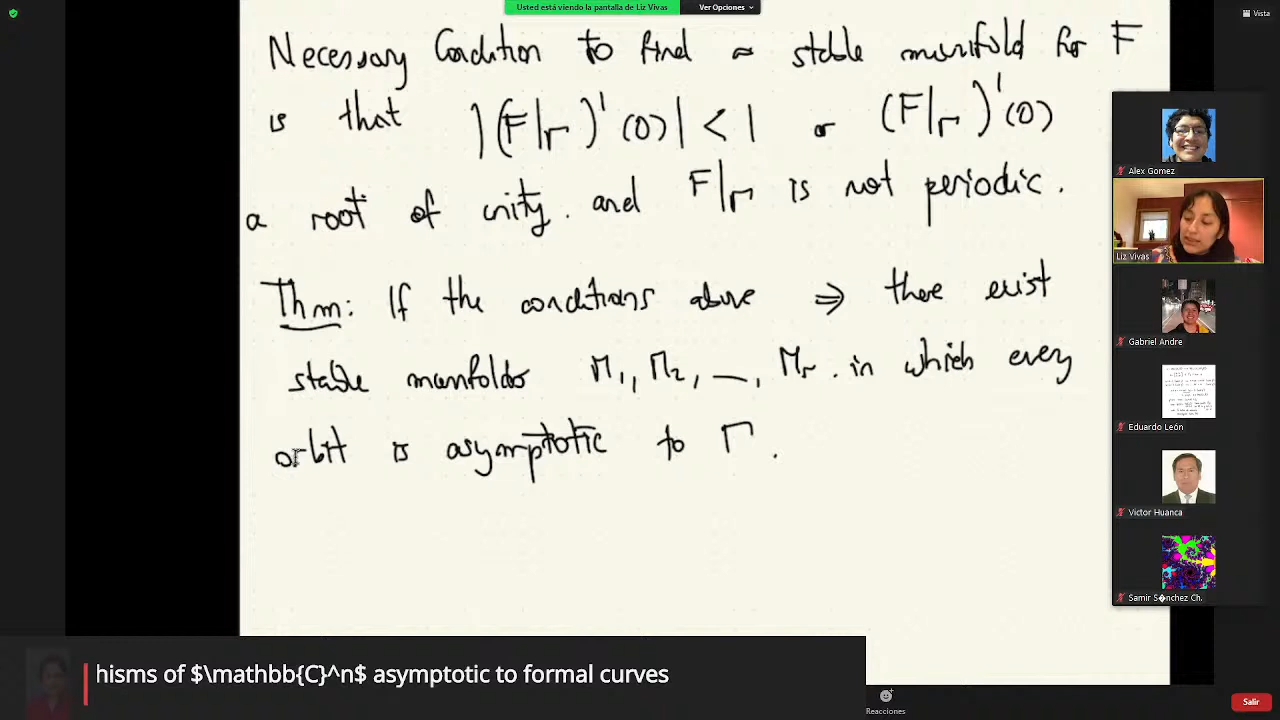 Usted está viendo la pantalla de Liz Vivas
Ver Opciones
Vista
Necessary Condition to find a stable manifold for F
is that |(F|Γ)'(0)| < 1 or (F|Γ)'(0)
a root of unity. and F|Γ is not periodic.
Thm: If the conditions above ⇒ there exist
stable manifolds M1, M2, —, Mr. in which every
orbit is asymptotic to Γ.
Alex Gomez
Liz Vivas
Gabriel Andre
Eduardo León
Victor Huanca
Samir S�nchez Ch.
hisms of $\mathbb{C}^n$ asymptotic to formal curves
Reacciones
Salir